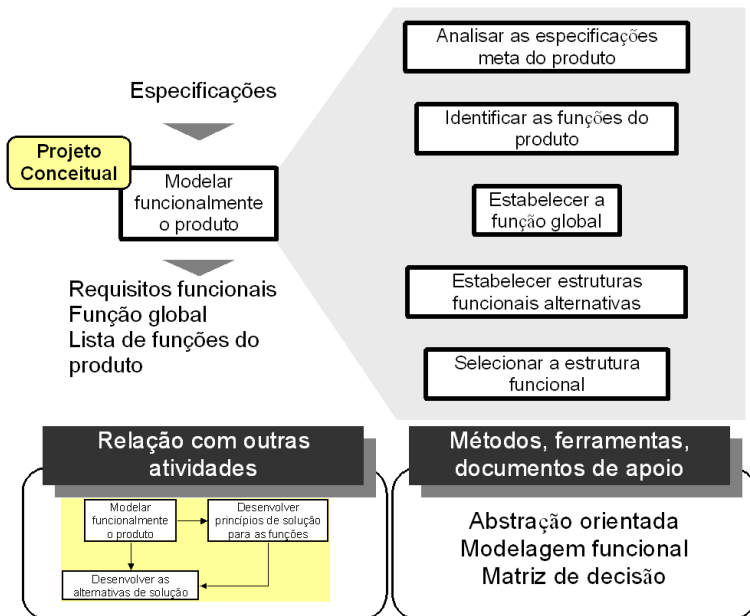 Especificações
Projeto
Conceitual
Modelar
funcionalmente
o produto
Requisitos funcionais
Função global
Lista de funções do
produto
Analisar as especificações
meta do produto
Identificar as funções do
produto
Estabelecer a
função global
Estabelecer estruturas
funcionais alternativas
Selecionar a estrutura
funcional
Relação com outras
atividades
Modelar
funcionalmente
o produto
Desenvolver
princípios de solução
para as funções
Desenvolver as
alternativas de solução
Métodos, ferramentas,
documentos de apoio
Abstração orientada
Modelagem funcional
Matriz de decisão